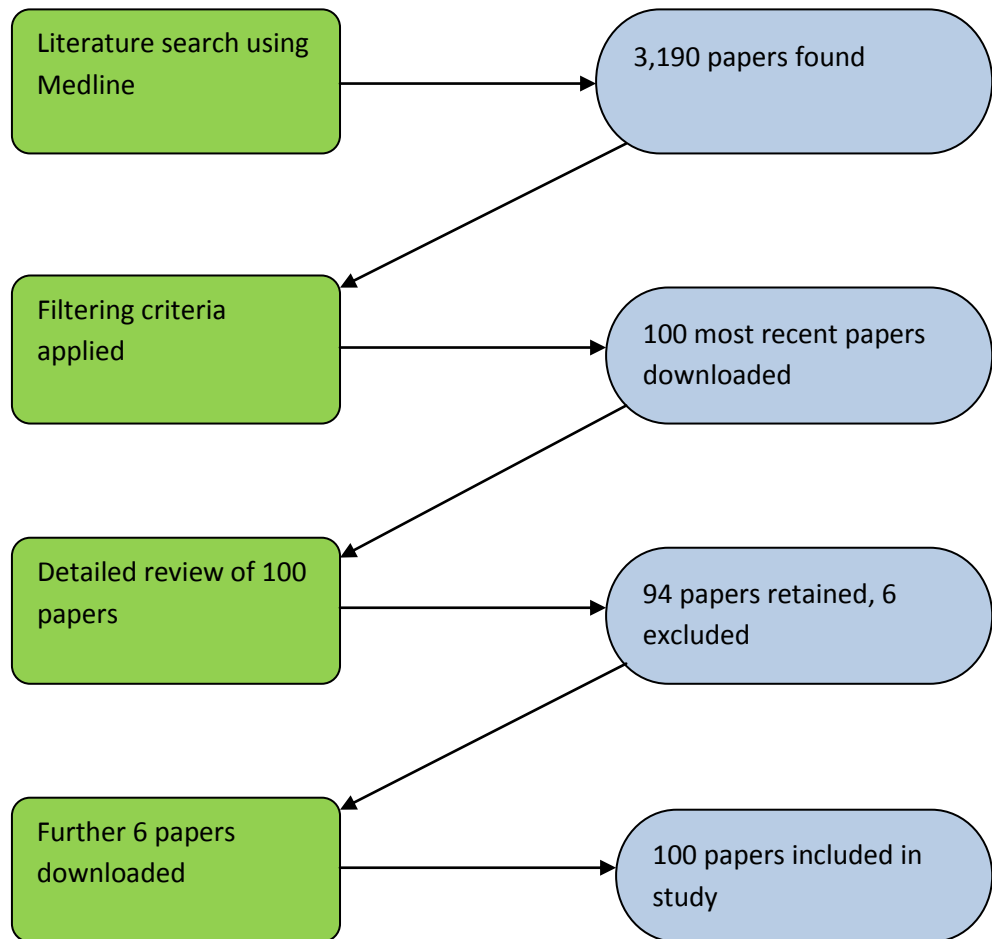 Literature search using
Medline
3,190 papers found
Filtering criteria
applied
100 most recent papers
downloaded
Detailed review of 100
papers
94 papers retained, 6
excluded
Further 6 papers
downloaded
100 papers included in
study